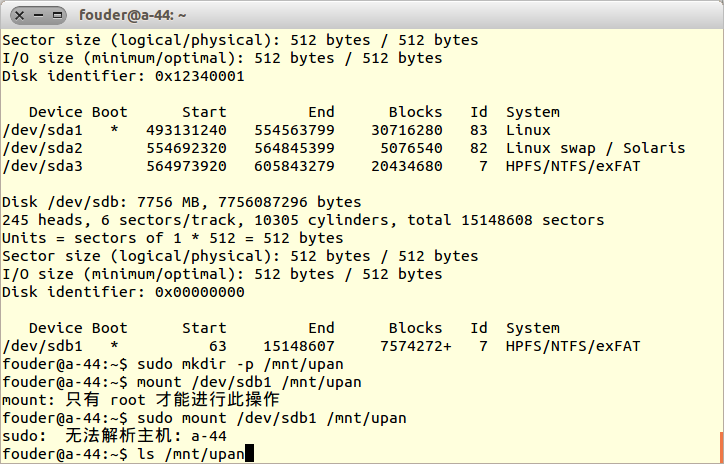 fouder@a-44: ~
Sector size (logical/physical): 512 bytes / 512 bytes
I/O size (minimum/optimal): 512 bytes / 512 bytes
Disk identifier: 0x12340001
Device Boot Start End Blocks Id System
/dev/sda1 * 493131240 554563799 30716280 83 Linux
/dev/sda2 554692320 564845399 5076540 82 Linux swap / Solaris
/dev/sda3 564973920 605843279 20434680 7 HPFS/NTFS/exFAT
Disk /dev/sdb: 7756 MB, 7756087296 bytes
245 heads, 6 sectors/track, 10305 cylinders, total 15148608 sectors
Units = sectors of 1 * 512 = 512 bytes
Sector size (logical/physical): 512 bytes / 512 bytes
I/O size (minimum/optimal): 512 bytes / 512 bytes
Disk identifier: 0x00000000
Device Boot Start End Blocks Id System
/dev/sdb1 * 63 15148607 7574272+ 7 HPFS/NTFS/exFAT
fouder@a-44:~$ sudo mkdir -p /mnt/upan
fouder@a-44:~$ mount /dev/sdb1 /mnt/upan
mount: 只有 root 才能进行此操作
fouder@a-44:~$ sudo mount /dev/sdb1 /mnt/upan
sudo: 无法解析主机: a-44
fouder@a-44:~$ ls /mnt/upan